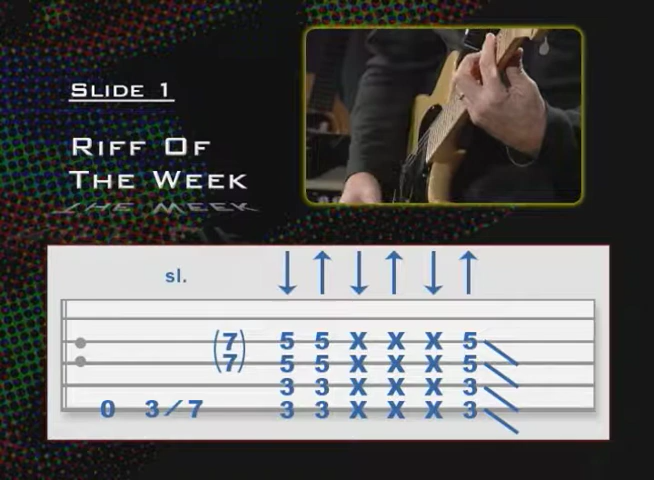 SLIDE 1
RIFF OF
THE WEEK
sl.
(7) 5 5 X X X 5
(7) 5 5 X X X 5
3 3 X X X 3
0 3/7 3 3 X X X 3